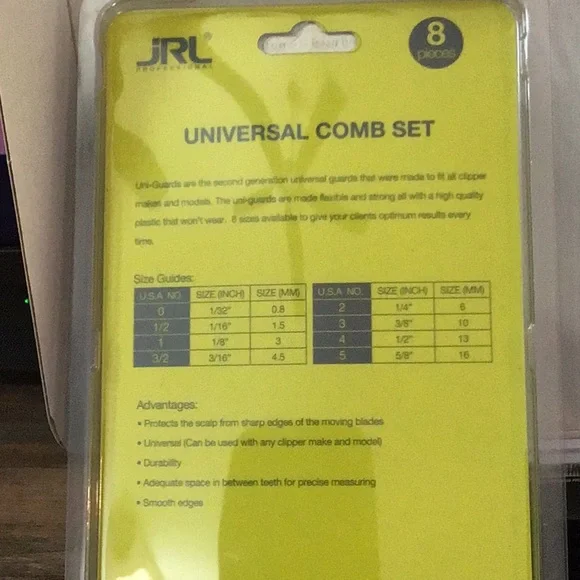 JRL
PROFESSIONAL
8
pieces
UNIVERSAL COMB SET
Uni-Guards are the second generation universal guards that were made to fit all clipper
makes and models. The uni-guards are made flexible and strong all with a high quality
plastic that won't wear. 8 sizes available to give your clients optimum results every
time.
Size Guides:
U.S.A NO. SIZE (INCH) SIZE (MM)
0 1/32" 0.8
1/2 1/16" 1.5
1 1/8" 3
3/2 3/16" 4.5
U.S.A NO. SIZE (INCH) SIZE (MM)
2 1/4" 6
3 3/8" 10
4 1/2" 13
5 5/8" 16
Advantages:
• Protects the scalp from sharp edges of the moving blades
• Universal (Can be used with any clipper make and model)
• Durability
• Adequate space in between teeth for precise measuring
• Smooth edges